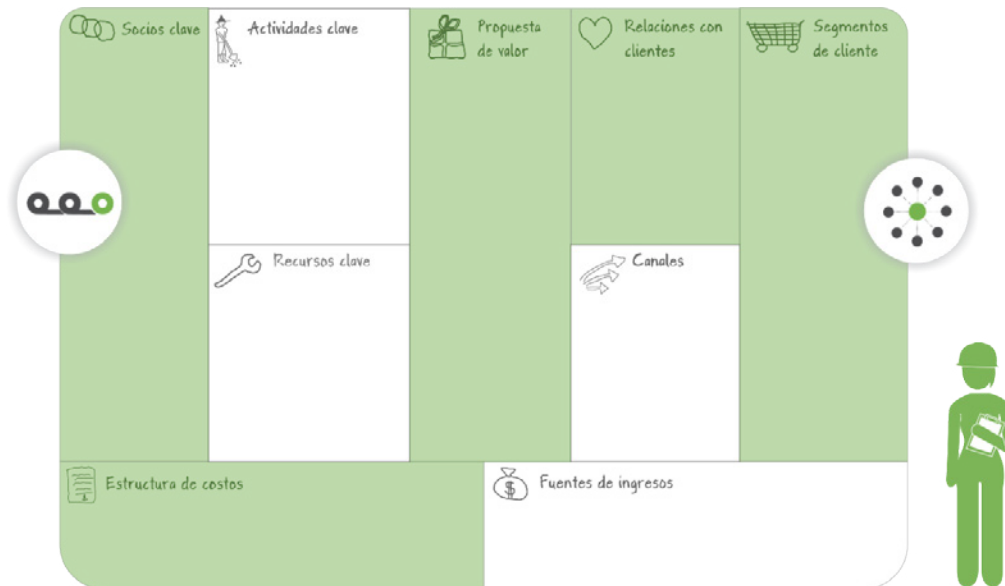 Socios clave
Actividades clave
Propuesta
de valor
Relaciones con
clientes
Segmentos
de cliente
Recursos clave
Canales
Estructura de costos
$
Fuentes de ingresos